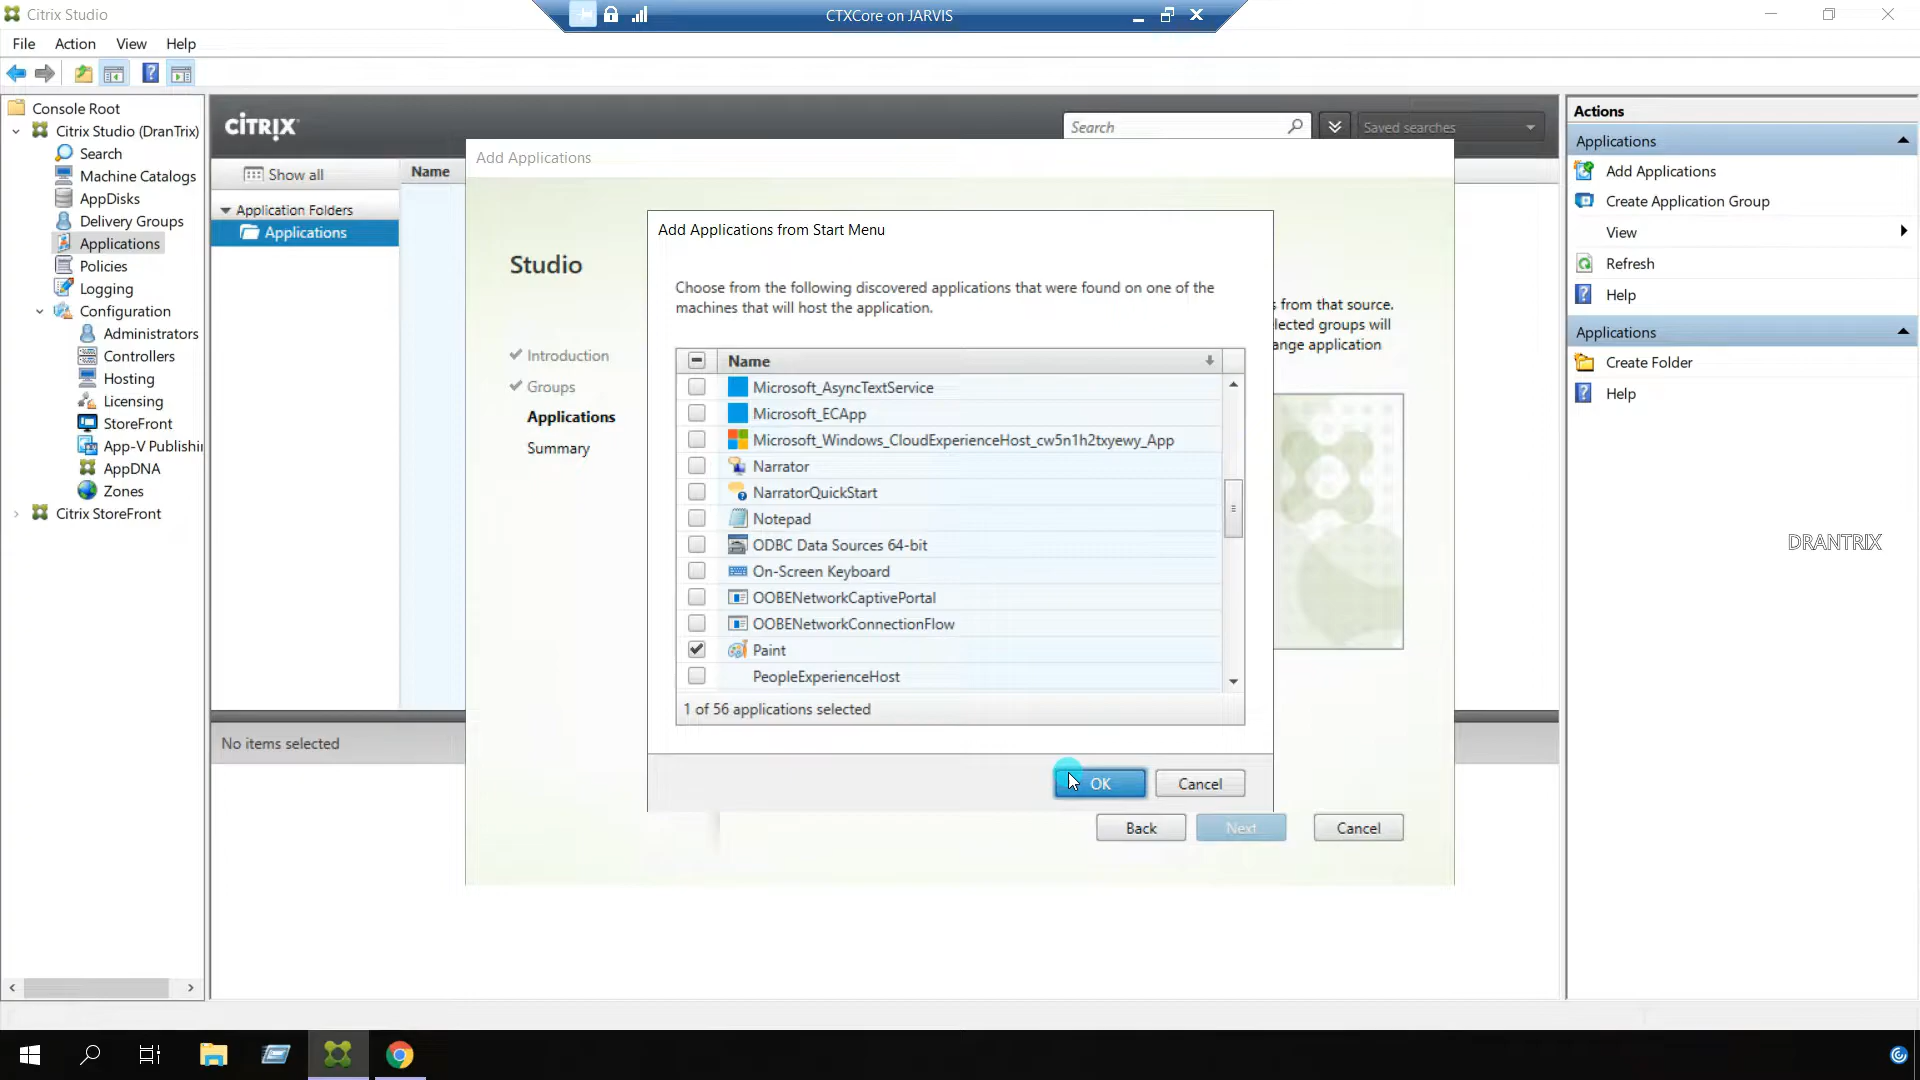 Citrix Studio
CTXCore on JARVIS
File Action View Help
Console Root
Citrix Studio (DranTrix)
Search
Machine Catalogs
AppDisks
Delivery Groups
Applications
Policies
Logging
Configuration
Administrators
Controllers
Hosting
Licensing
StoreFront
App-V Publishi
AppDNA
Zones
Citrix StoreFront
CİTRIX
Search
Saved searches
Show all
Name
Application Folders
Applications
No items selected
Add Applications
Studio
Introduction
Groups
Applications
Summary
s from that source.
lected groups will
ange application
Add Applications from Start Menu
Choose from the following discovered applications that were found on one of the
machines that will host the application.
Name
Microsoft_AsyncTextService
Microsoft_ECApp
Microsoft_Windows_CloudExperienceHost_cw5n1h2txyewy_App
Narrator
NarratorQuickStart
Notepad
ODBC Data Sources 64-bit
On-Screen Keyboard
OOBENetworkCaptivePortal
OOBENetworkConnectionFlow
Paint
PeopleExperienceHost
1 of 56 applications selected
OK Cancel
Back Next Cancel
Actions
Applications
Add Applications
Create Application Group
View
Refresh
Help
Applications
Create Folder
Help
DRANTRIX